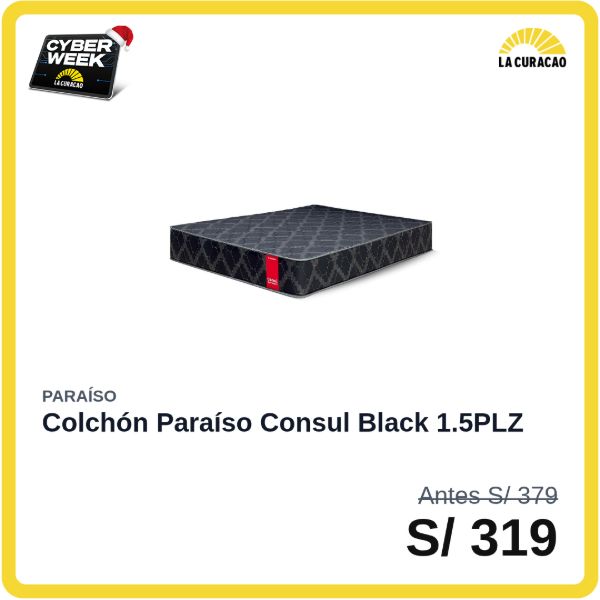 CYBER
WEEK
LA CURACAO
LA CURACAO
PARAÍSO
Colchón Paraíso Consul Black 1.5PLZ
Antes S/ 379
S/ 319